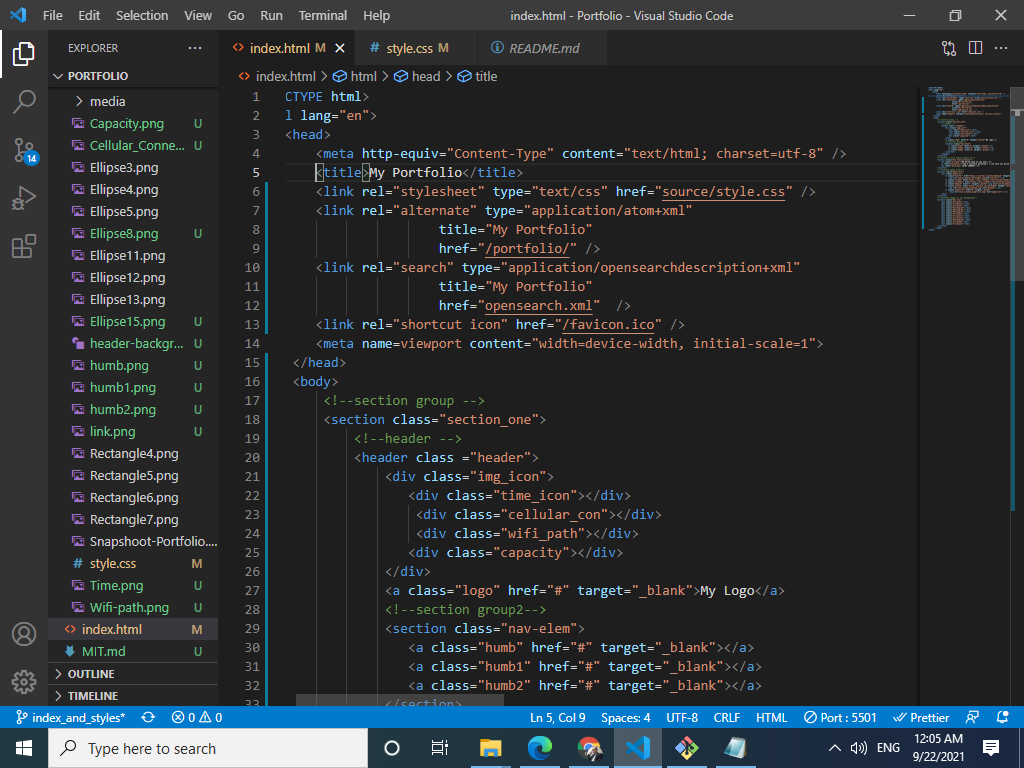 File Edit Selection View Go Run Terminal Help index.html - Portfolio - Visual Studio Code
EXPLORER
PORTFOLIO
media
Capacity.png U
Cellular_Conne... U
Ellipse3.png
Ellipse4.png
Ellipse5.png
Ellipse8.png U
Ellipse11.png
Ellipse12.png
Ellipse13.png
Ellipse15.png U
header-backgr... U
humb.png U
humb1.png U
humb2.png U
link.png U
Rectangle4.png
Rectangle5.png
Rectangle6.png
Rectangle7.png
Snapshoot-Portfolio....
# style.css M
Time.png U
Wifi-path.png U
index.html M
MIT.md U
OUTLINE
TIMELINE
14
index.html M # style.css M README.md
index.html > html > head > title
1 CTYPE html>
2 l lang="en">
3 <head>
4 <meta http-equiv="Content-Type" content="text/html; charset=utf-8" />
5 <title>My Portfolio</title>
6 <link rel="stylesheet" type="text/css" href="source/style.css" />
7 <link rel="alternate" type="application/atom+xml"
8 title="My Portfolio"
9 href="/portfolio/" />
10 <link rel="search" type="application/opensearchdescription+xml"
11 title="My Portfolio"
12 href="opensearch.xml" />
13 <link rel="shortcut icon" href="/favicon.ico" />
14 <meta name=viewport content="width=device-width, initial-scale=1">
15 </head>
16 <body>
17 <!--section group -->
18 <section class="section_one">
19 <!--header -->
20 <header class ="header">
21 <div class="img_icon">
22 <div class="time_icon"></div>
23 <div class="cellular_con"></div>
24 <div class="wifi_path"></div>
25 <div class="capacity"></div>
26 </div>
27 <a class="logo" href="#" target="_blank">My Logo</a>
28 <!--section group2-->
29 <section class="nav-elem">
30 <a class="humb" href="#" target="_blank"></a>
31 <a class="humb1" href="#" target="_blank"></a>
32 <a class="humb2" href="#" target="_blank"></a>
33 </section>
index_and_styles* 0 0 Ln 5, Col 9 Spaces: 4 UTF-8 CRLF HTML Port : 5501 Prettier
Type here to search
ENG
12:05 AM
9/22/2021